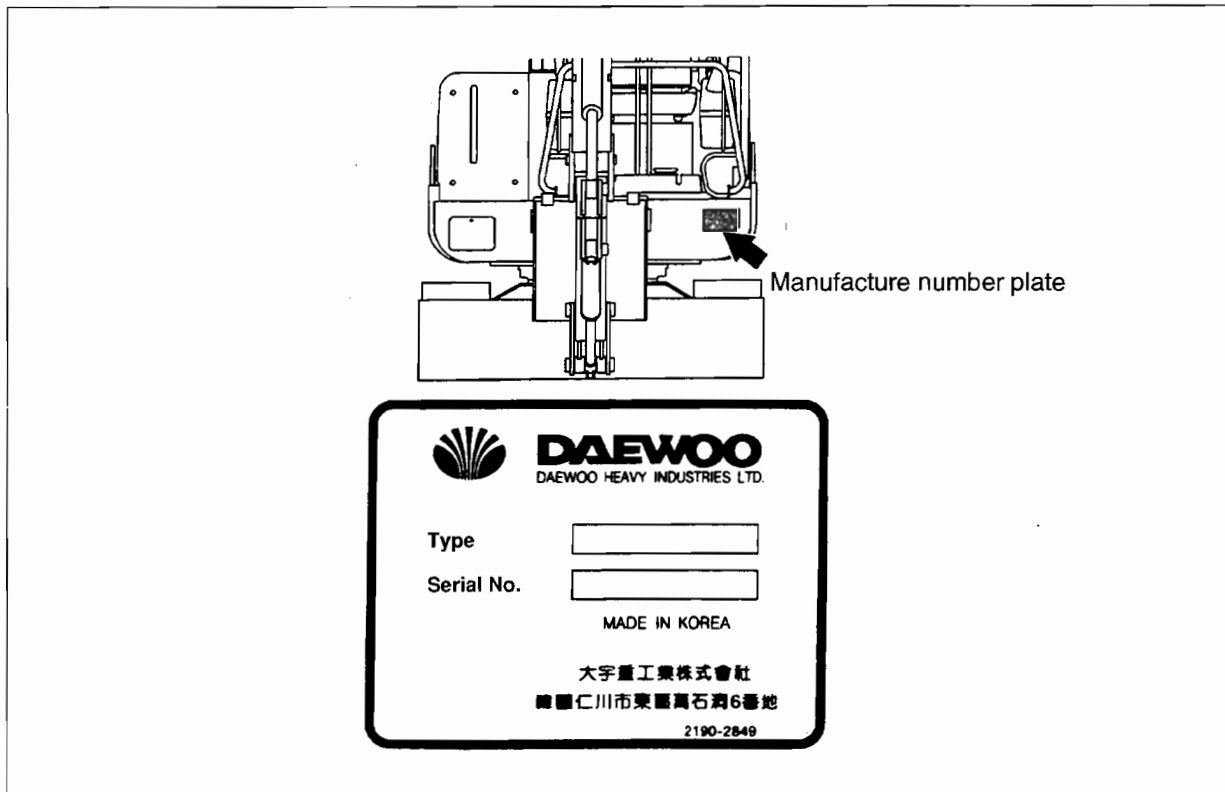 Manufacture number plate
DAEWOO
DAEWOO HEAVY INDUSTRIES LTD.
Type
Serial No.
MADE IN KOREA
大宇重工業株式會社
韓國仁川市東區萬石洞6番地
2190-2849